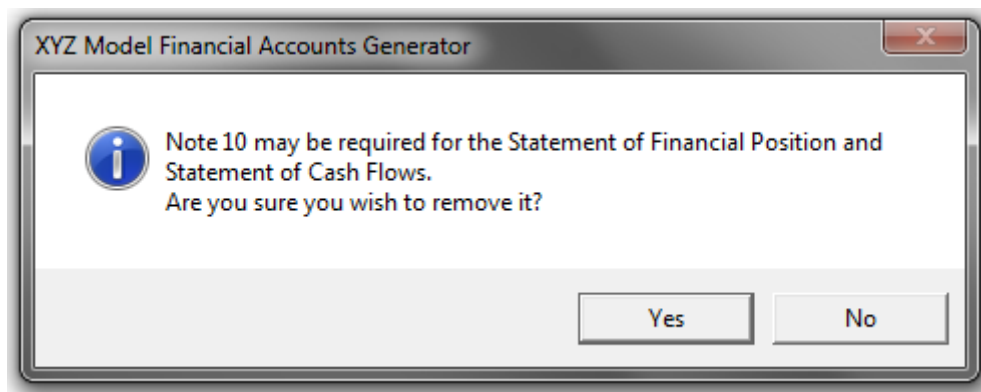 XYZ Model Financial Accounts Generator
Note 10 may be required for the Statement of Financial Position and
Statement of Cash Flows.
Are you sure you wish to remove it?
Yes
No